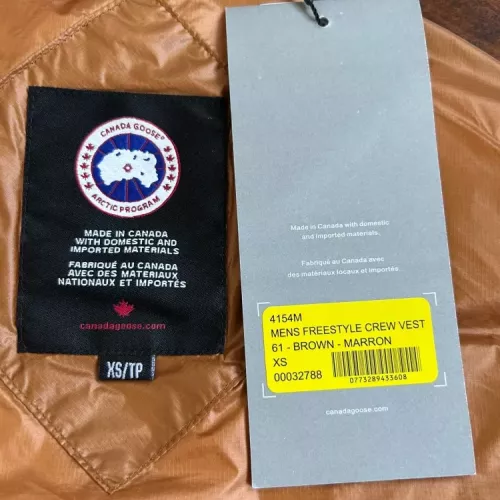 CANADA GOOSE®
ARCTIC PROGRAM
MADE IN CANADA
WITH DOMESTIC AND
IMPORTED MATERIALS
FABRIQUÉ AU CANADA
AVEC DES MATÉRIAUX
NATIONAUX ET IMPORTÉS
canadagoose.com
XS/TP
Made in Canada with domestic
and imported materials.
Fabriqué au Canada avec
des matériaux locaux et importés.
4154M
MENS FREESTYLE CREW VEST
61 - BROWN - MARRON
XS
00032788
0773289433608
canadagoose.com